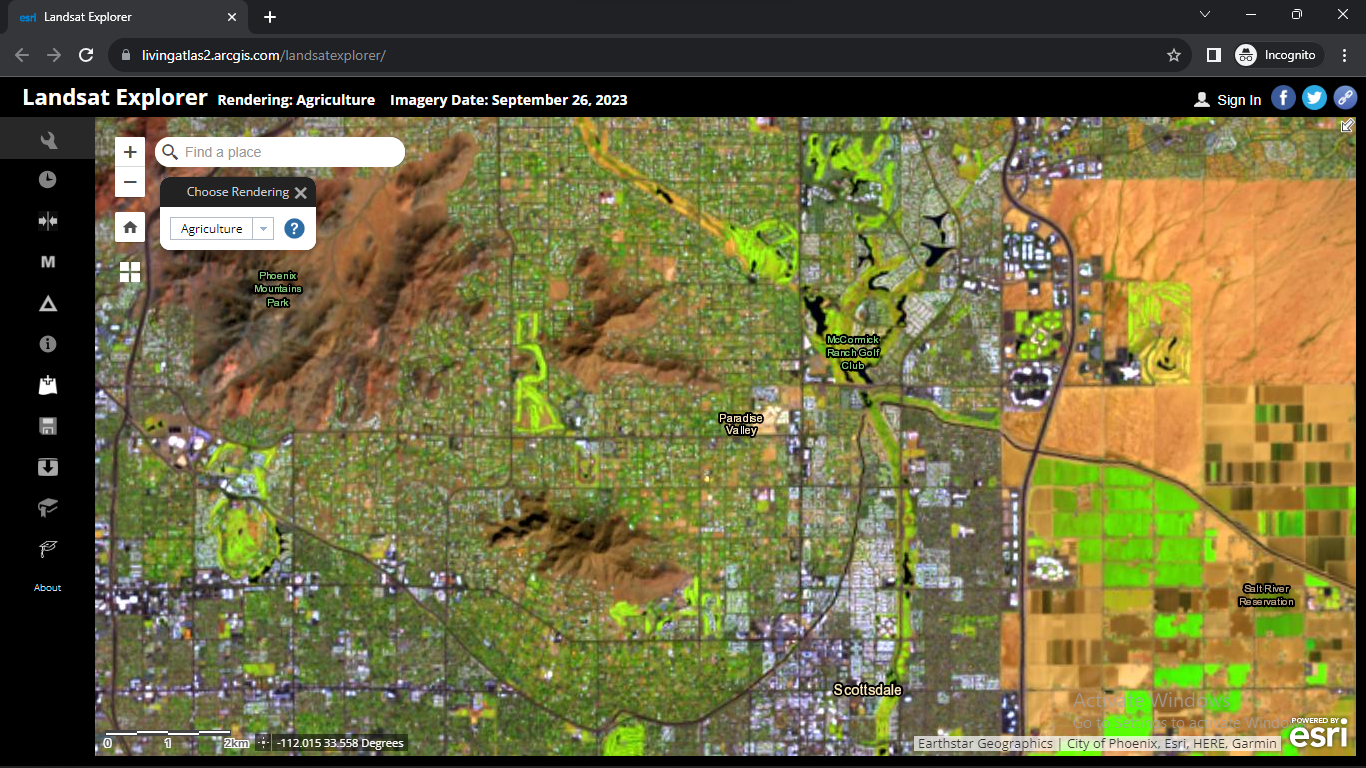 esri Landsat Explorer
livingatlas2.arcgis.com/landsatexplorer/
Incognito
Landsat Explorer Rendering: Agriculture Imagery Date: September 26, 2023
Sign In
Find a place
Choose Rendering
Agriculture
?
M
Phoenix
Mountains
Park
McCormick
Ranch Golf
Club
Paradise
Valley
Salt River
Reservation
About
Scottsdale
Activate Windows
Go to Settings to activate Windows
0 1 2km
-112.015 33.558 Degrees
Earthstar Geographics | City of Phoenix, Esri, HERE, Garmin
POWERED BY
esri